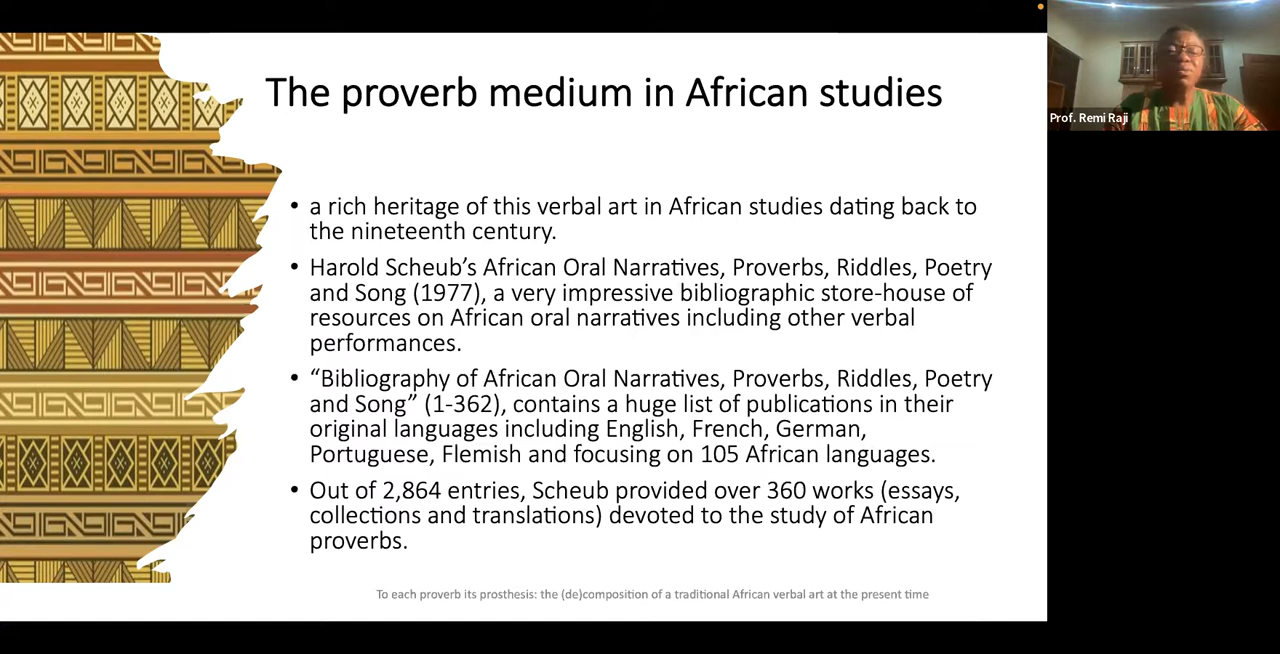 The proverb medium in African studies
Prof. Remi Raji
• a rich heritage of this verbal art in African studies dating back to
the nineteenth century.
• Harold Scheub’s African Oral Narratives, Proverbs, Riddles, Poetry
and Song (1977), a very impressive bibliographic store-house of
resources on African oral narratives including other verbal
performances.
• “Bibliography of African Oral Narratives, Proverbs, Riddles, Poetry
and Song” (1-362), contains a huge list of publications in their
original languages including English, French, German,
Portuguese, Flemish and focusing on 105 African languages.
• Out of 2,864 entries, Scheub provided over 360 works (essays,
collections and translations) devoted to the study of African
proverbs.
To each proverb its prosthesis: the (de)composition of a traditional African verbal art at the present time